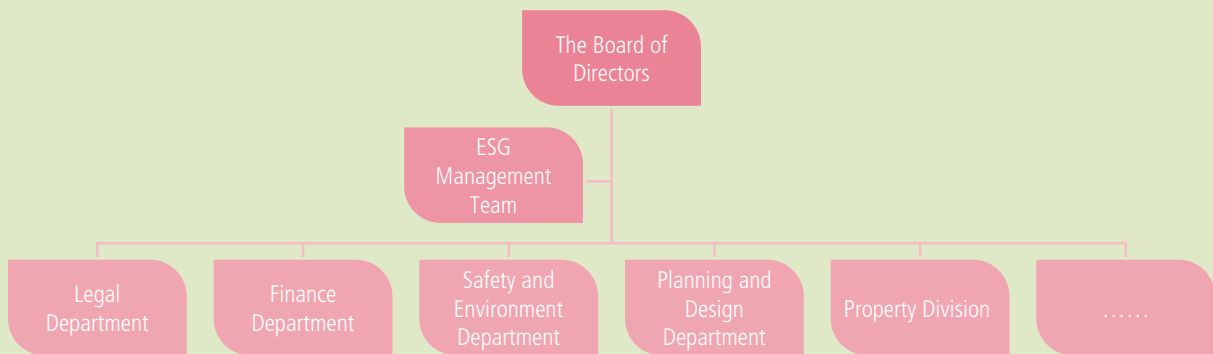 The Board of
Directors
ESG
Management
Team
Legal
Department
Finance
Department
Safety and
Environment
Department
Planning and
Design
Department
Property Division
......